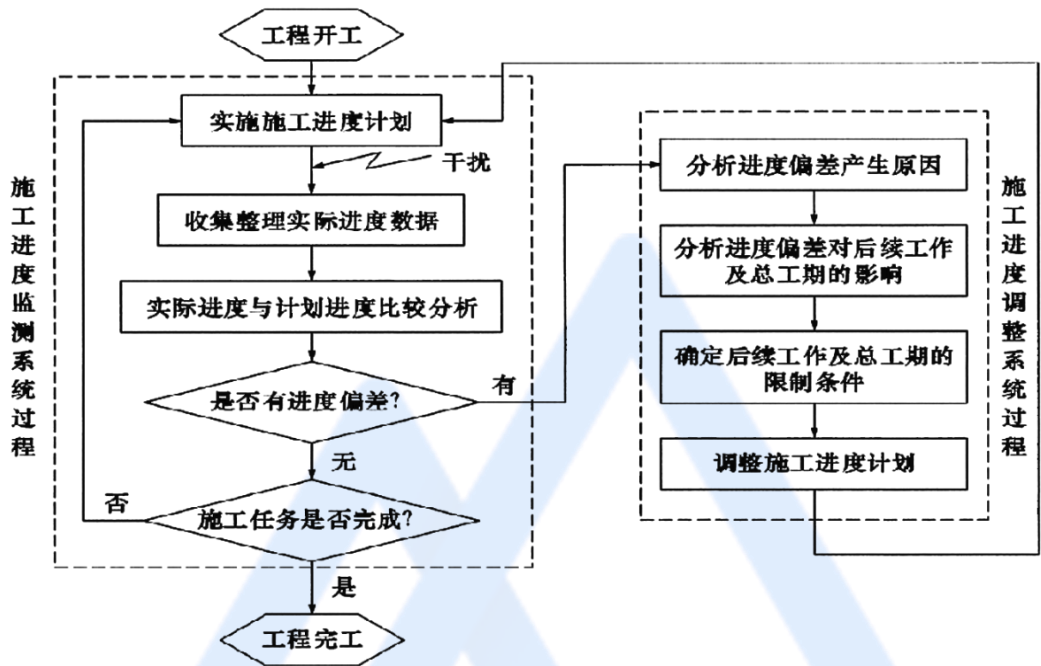 工程开工
施工进度监测系统过程
实施施工进度计划
干扰
收集整理实际进度数据
实际进度与计划进度比较分析
是否有进度偏差?
有
无
施工任务是否完成?
否
是
工程完工
分析进度偏差产生原因
分析进度偏差对后续工作
及总工期的影响
确定后续工作及总工期的
限制条件
调整施工进度计划
施工进度调整系统过程